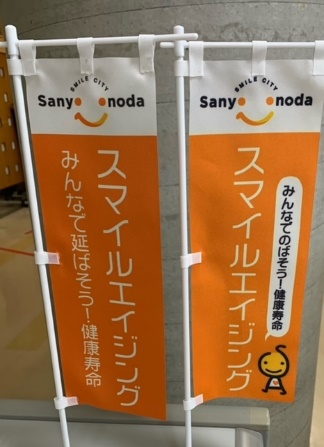 SMILE CITY
Sanyo onoda
スマイルエイジング
みんなで延ばそう!健康寿命
SMILE CITY
Sanyo onoda
みんなでのばそう!健康寿命
スマイルエイジング